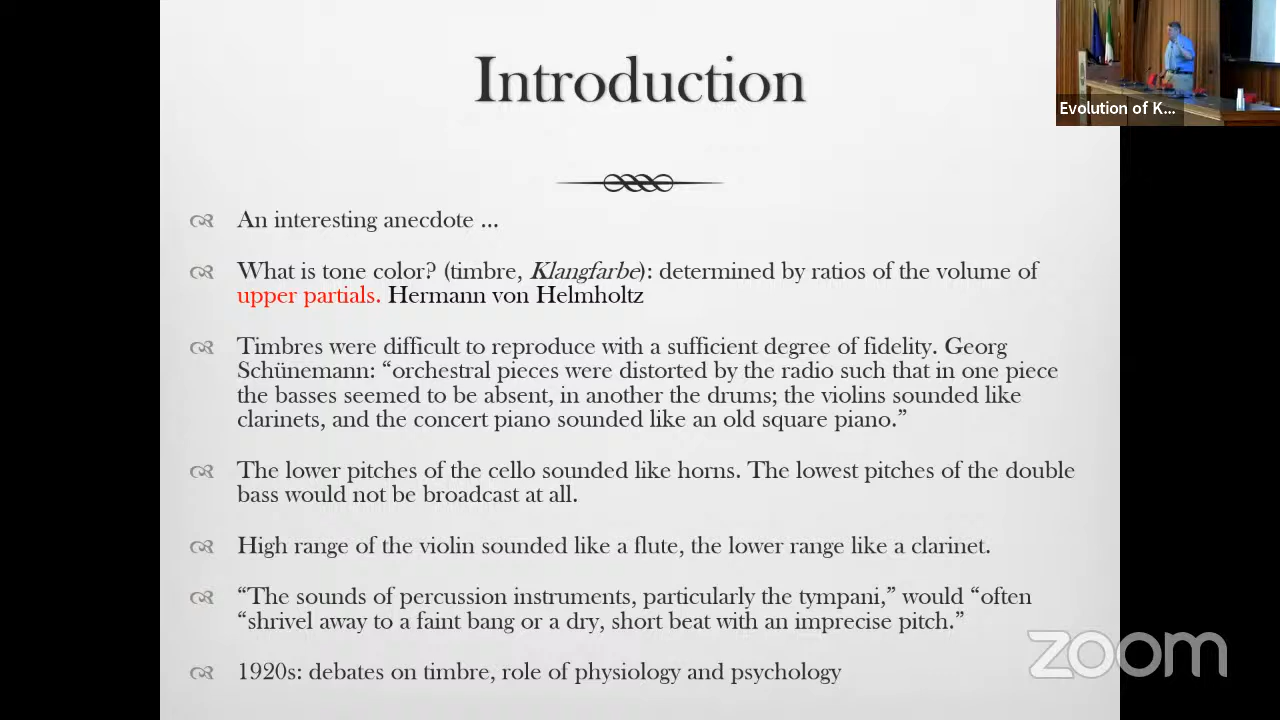 Introduction
Evolution of K...
An interesting anecdote ...
What is tone color? (timbre, Klangfarbe): determined by ratios of the volume of
upper partials. Hermann von Helmholtz
Timbres were difficult to reproduce with a sufficient degree of fidelity. Georg
Schünemann: “orchestral pieces were distorted by the radio such that in one piece
the basses seemed to be absent, in another the drums; the violins sounded like
clarinets, and the concert piano sounded like an old square piano.”
The lower pitches of the cello sounded like horns. The lowest pitches of the double
bass would not be broadcast at all.
High range of the violin sounded like a flute, the lower range like a clarinet.
“The sounds of percussion instruments, particularly the tympani,” would “often
“shrivel away to a faint bang or a dry, short beat with an imprecise pitch.”
1920s: debates on timbre, role of physiology and psychology
zoom